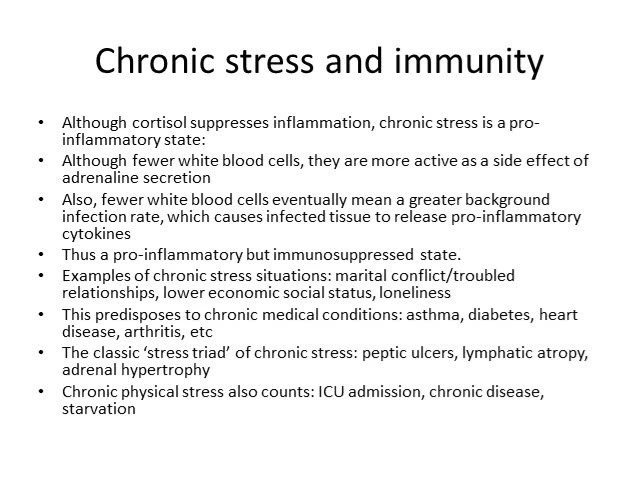 Chronic stress and immunity
• Although cortisol suppresses inflammation, chronic stress is a pro-
inflammatory state:
• Although fewer white blood cells, they are more active as a side effect of
adrenaline secretion
• Also, fewer white blood cells eventually mean a greater background
infection rate, which causes infected tissue to release pro-inflammatory
cytokines
• Thus a pro-inflammatory but immunosuppressed state.
• Examples of chronic stress situations: marital conflict/troubled
relationships, lower economic social status, loneliness
• This predisposes to chronic medical conditions: asthma, diabetes, heart
disease, arthritis, etc
• The classic ‘stress triad’ of chronic stress: peptic ulcers, lymphatic atropy,
adrenal hypertrophy
• Chronic physical stress also counts: ICU admission, chronic disease,
starvation